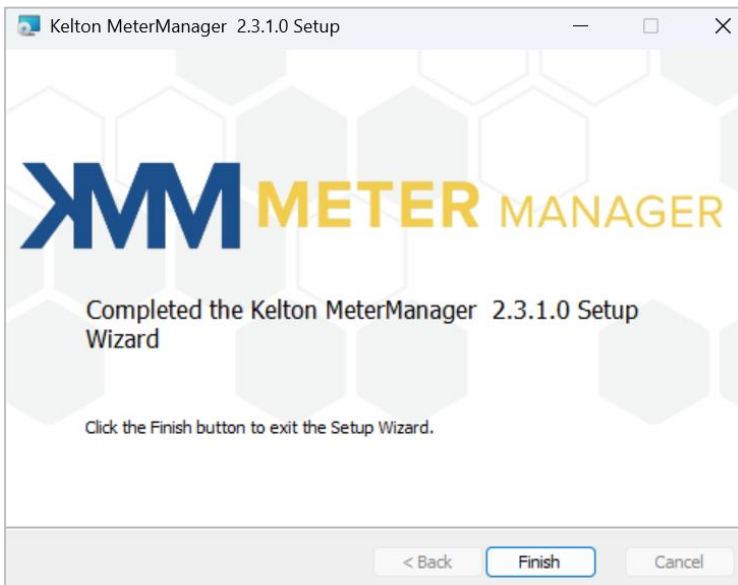 Kelton MeterManager  2.3.1.0 Setup
KMM METER MANAGER
Completed the Kelton MeterManager  2.3.1.0 Setup
Wizard
Click the Finish button to exit the Setup Wizard.
< Back Finish Cancel